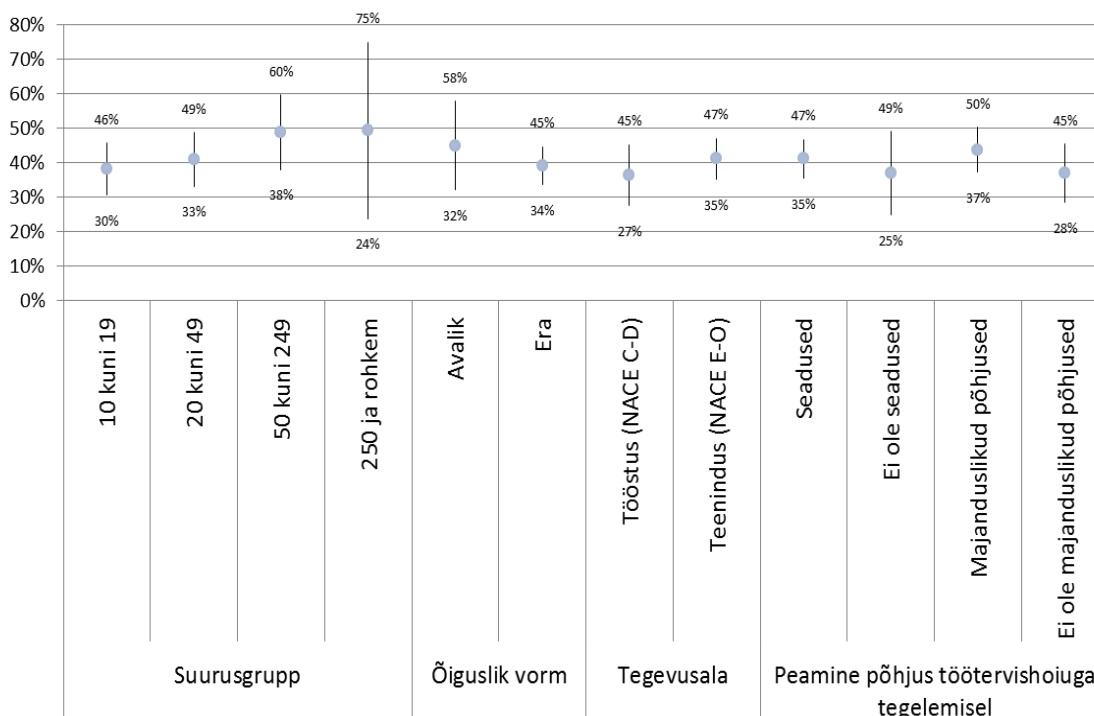 80%
70%
60%
50%
40%
30%
20%
10%
0%
46%
49%
60%
75%
58%
45%
45%
47%
47%
49%
50%
45%
30%
33%
38%
24%
32%
34%
27%
35%
35%
25%
37%
28%
10 kuni 19
20 kuni 49
50 kuni 249
250 ja rohkem
Avalik
Era
Tööstus (NACE C-D)
Teenindus (NACE E-O)
Seadused
Ei ole seadused
Majanduslikud põhjused
Ei ole majanduslikud põhjused
Suurusgrupp
Õiguslik vorm
Tegevusala
Peamine põhjus töötervishoiuga
tegelemisel